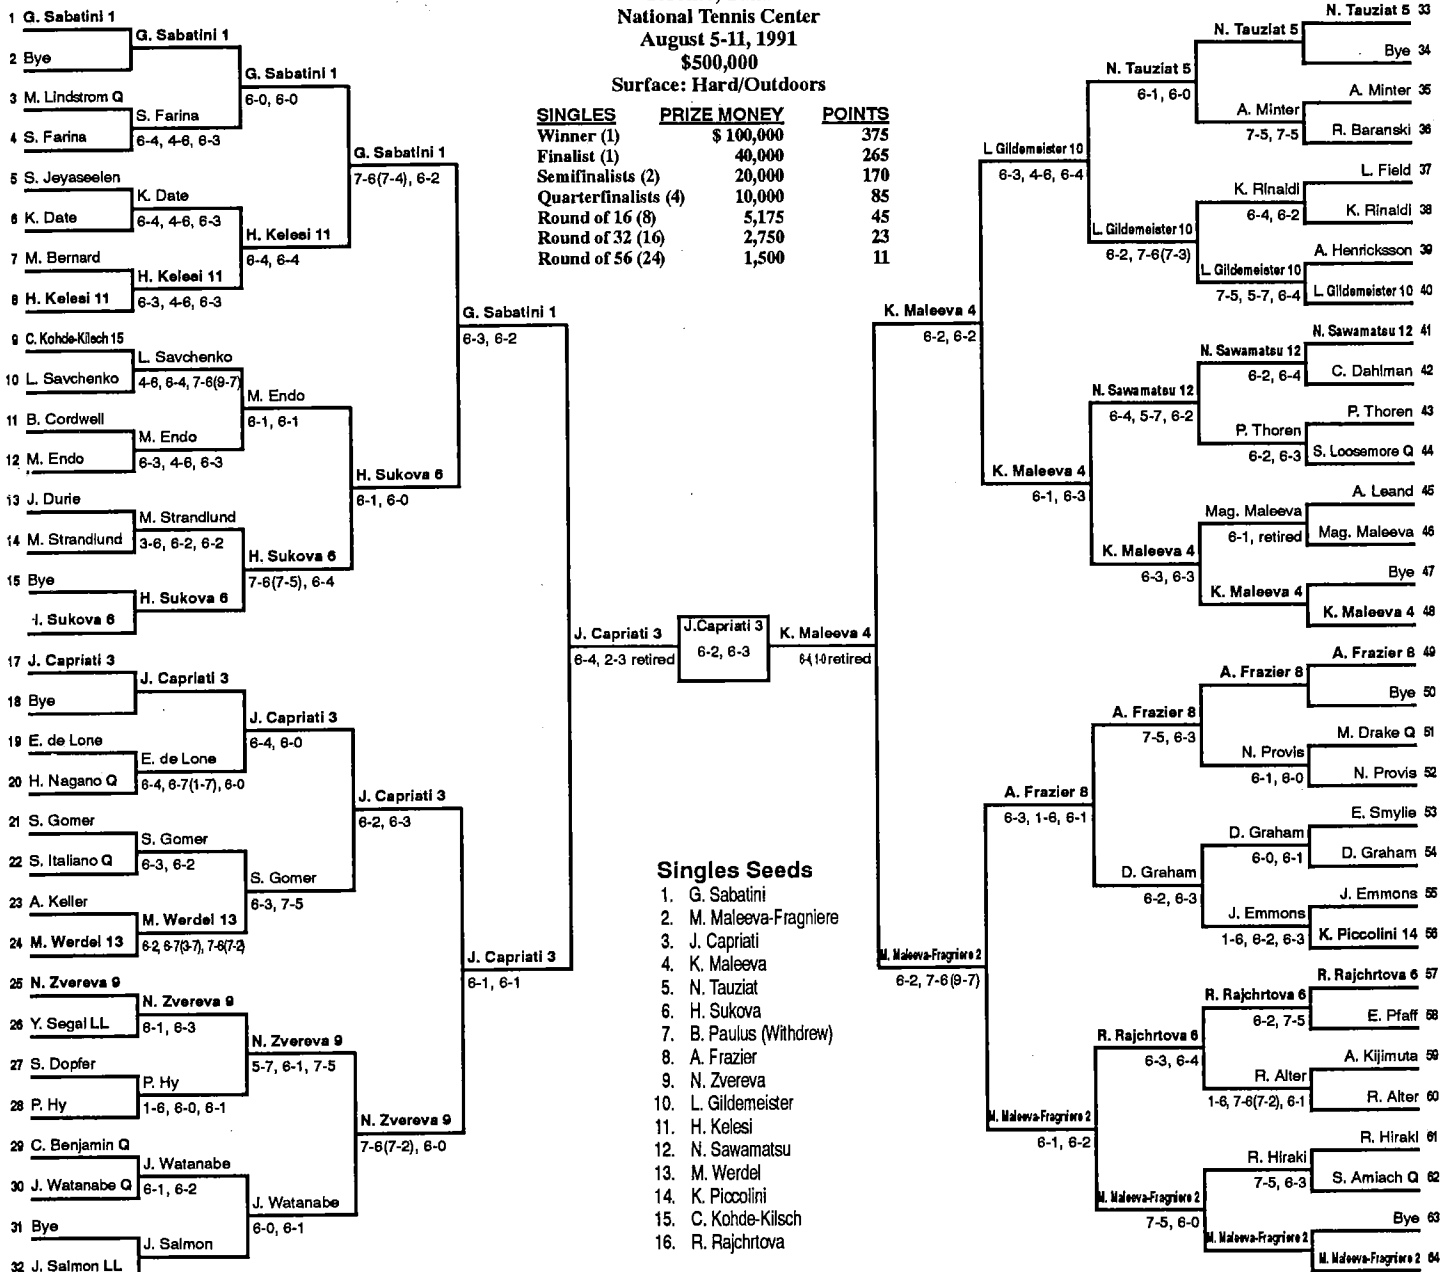 National Tennis Center
August 5-11, 1991
$500,000
Surface: Hard/Outdoors
SINGLES PRIZE MONEY POINTS
Winner (1) $ 100,000 375
Finalist (1) 40,000 265
Semifinalists (2) 20,000 170
Quarterfinalists (4) 10,000 85
Round of 16 (8) 5,175 45
Round of 32 (16) 2,750 23
Round of 56 (24) 1,500 11
1 G. Sabatini 1
2 Bye
3 M. Lindstrom Q
4 S. Farina
5 S. Jeyaseelen
6 K. Date
7 M. Bernard
8 H. Kelesi 11
9 C. Kohde-Kilsch 15
10 L. Savchenko
11 B. Cordwell
12 M. Endo
13 J. Durie
14 M. Strandlund
15 Bye
Sukova 6
17 J. Capriati 3
18 Bye
19 E. de Lone
20 H. Nagano Q
21 S. Gomer
22 S. Italiano Q
23 A. Keller
24 M. Werdel 13
25 N. Zvereva 9
26 Y. Segal LL
27 S. Dopfer
28 P. Hy
29 C. Benjamin Q
30 J. Watanabe Q
31 Bye
32 J. Salmon LL
G. Sabatini 1
S. Farina
6-4, 4-6, 6-3
K. Date
6-4, 4-6, 6-3
H. Kelesi 11
6-3, 4-6, 6-3
L. Savchenko
4-6, 6-4, 7-6(9-7)
M. Endo
6-3, 4-6, 6-3
M. Strandlund
3-6, 6-2, 6-2
H. Sukova 6
J. Capriati 3
E. de Lone
6-4, 6-7(1-7), 6-0
S. Gomer
6-3, 6-2
M. Werdel 13
6-2, 6-7(3-7), 7-6(7-2)
N. Zvereva 9
6-1, 6-3
P. Hy
1-6, 6-0, 6-1
J. Watanabe
6-1, 6-2
J. Salmon
G. Sabatini 1
6-0, 6-0
H. Kelesi 11
6-4, 6-4
M. Endo
6-1, 6-1
H. Sukova 6
7-6(7-5), 6-4
J. Capriati 3
6-4, 6-0
S. Gomer
6-3, 7-5
N. Zvereva 9
5-7, 6-1, 7-5
J. Watanabe
6-0, 6-1
G. Sabatini 1
7-6(7-4), 6-2
H. Sukova 6
6-1, 6-0
J. Capriati 3
6-2, 6-3
N. Zvereva 9
7-6(7-2), 6-0
G. Sabatini 1
6-3, 6-2
J. Capriati 3
6-1, 6-1
J. Capriati 3
6-4, 2-3 retired
J.Capriati 3
6-2, 6-3
K. Maleeva 4
retired
K. Maleeva 4
6-2, 6-2
M. Maleeva-Fragniere 2
6-2, 7-6(9-7)
L. Gildemeister 10
6-3, 4-6, 6-4
K. Maleeva 4
6-1, 6-3
A. Frazier 8
6-3, 1-6, 6-1
M. Maleeva-Fragniere 2
6-1, 6-2
N. Tauziat 5
6-1, 6-0
L. Gildemeister 10
6-2, 7-6(7-3)
N. Sawamatsu 12
6-4, 5-7, 6-2
K. Maleeva 4
6-3, 6-3
A. Frazier 8
7-5, 6-3
D. Graham
6-2, 6-3
R. Rajchrtova 6
6-3, 6-4
M. Maleeva-Fragniere 2
7-5, 6-0
N. Tauziat 5
A. Minter
7-5, 7-5
K. Rinaldi
6-4, 6-2
L. Gildemeister 10
7-5, 5-7, 6-4
N. Sawamatsu 12
6-2, 6-4
P. Thoren
6-2, 6-3
Mag. Maleeva
6-1, retired
K. Maleeva 4
A. Frazier 8
N. Provis
6-1, 6-0
D. Graham
6-0, 6-1
J. Emmons
1-6, 6-2, 6-3
R. Rajchrtova 6
6-2, 7-5
R. Alter
1-6, 7-6(7-2), 6-1
R. Hiraki
7-5, 6-3
M. Maleeva-Fragniere 2
N. Tauziat 5 33
Bye 34
A. Minter 35
R. Baranski 36
L. Field 37
K. Rinaldi 38
A. Henricksson 39
L. Gildemeister 10 40
N. Sawamatsu 12 41
C. Dahlman 42
P. Thoren 43
S. Loosemore Q 44
A. Leand 45
Mag. Maleeva 46
Bye 47
K. Maleeva 4 48
A. Frazier 8 49
Bye 50
M. Drake Q 51
N. Provis 52
E. Smylie 53
D. Graham 54
J. Emmons 55
K. Piccolini 14 56
R. Rajchrtova 6 57
E. Pfaff 58
A. Kijimuta 59
R. Alter 60
R. Hiraki 61
S. Amiach Q 62
Bye 63
M. Maleeva-Fragniere 2 64
Singles Seeds
1. G. Sabatini
2. M. Maleeva-Fragniere
3. J. Capriati
4. K. Maleeva
5. N. Tauziat
6. H. Sukova
7. B. Paulus (Withdrew)
8. A. Frazier
9. N. Zvereva
10. L. Gildemeister
11. H. Kelesi
12. N. Sawamatsu
13. M. Werdel
14. K. Piccolini
15. C. Kohde-Kilsch
16. R. Rajchrtova